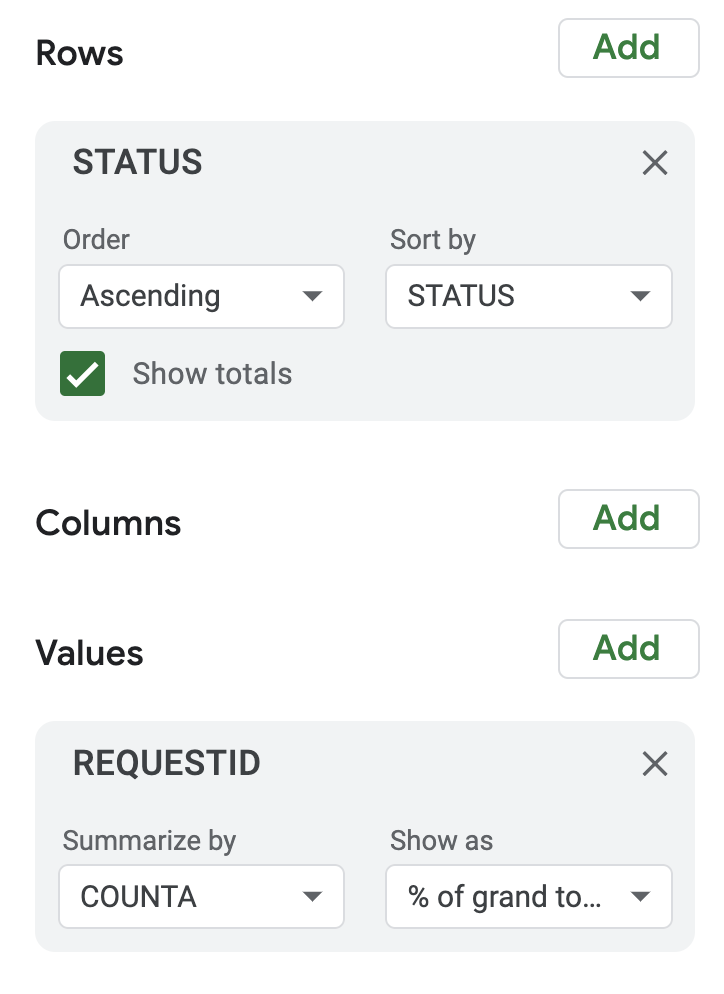 Rows Add
STATUS
Order Sort by
Ascending STATUS
Show totals
Columns Add
Values Add
REQUESTID
Summarize by Show as
COUNTA % of grand to...